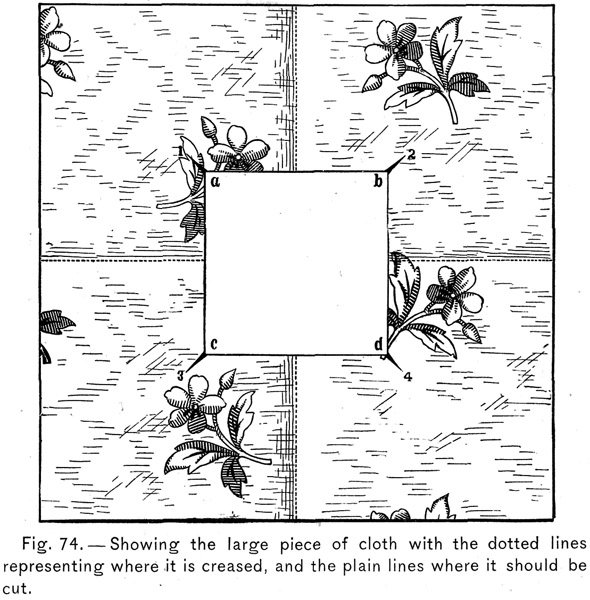 1
2
a
b
c
d
3
4
Fig. 74.—Showing the large piece of cloth with the dotted lines
representing where it is creased, and the plain lines where it should be
cut.